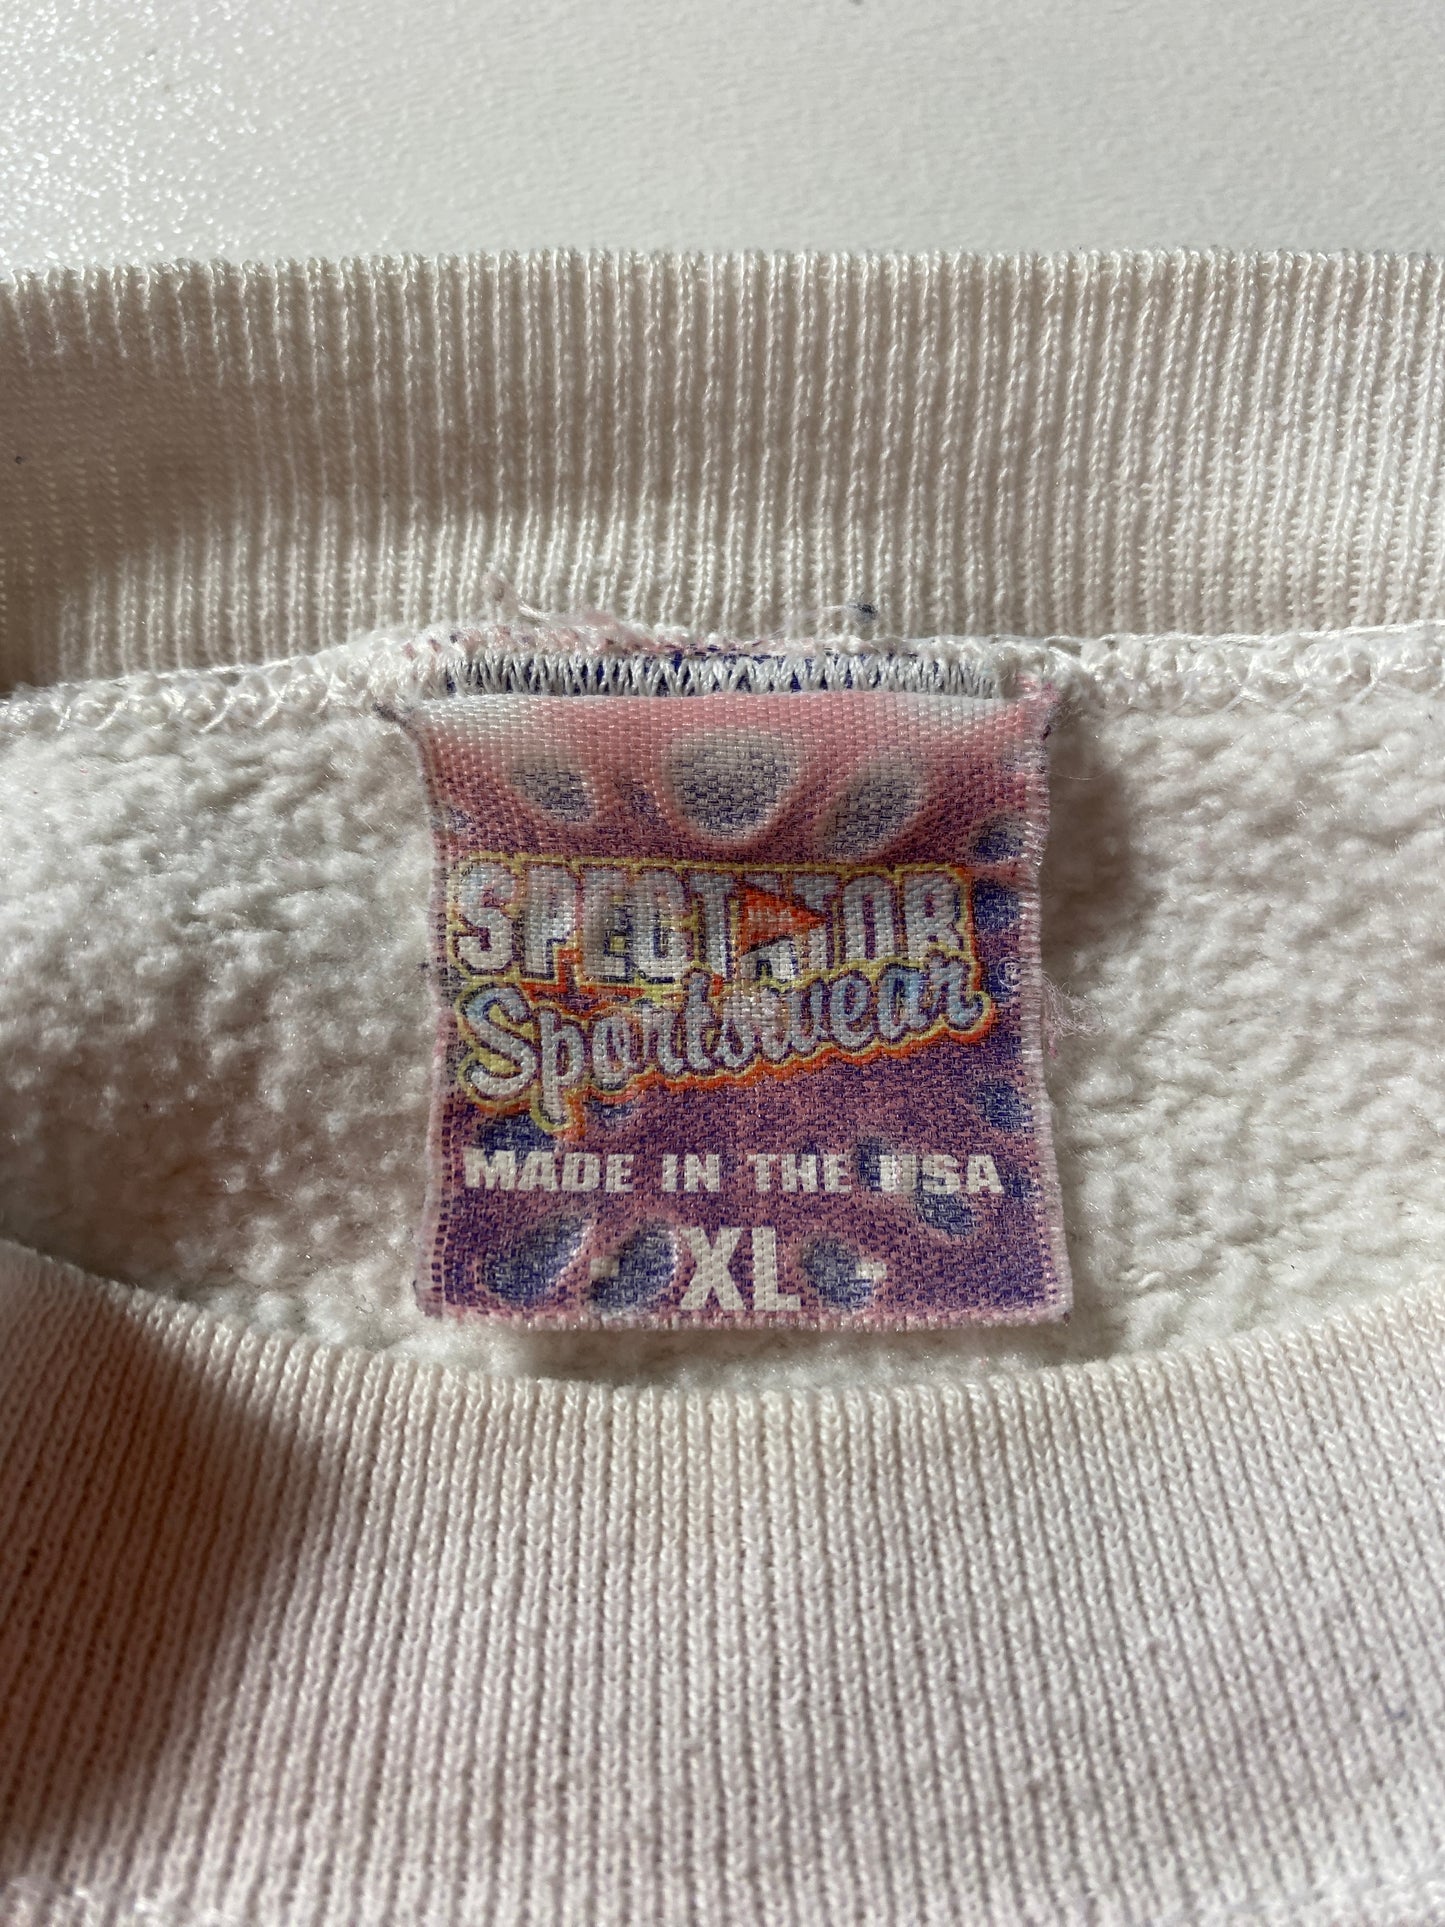 SPECTATOR
Sportswear ®
MADE IN THE USA
• XL •